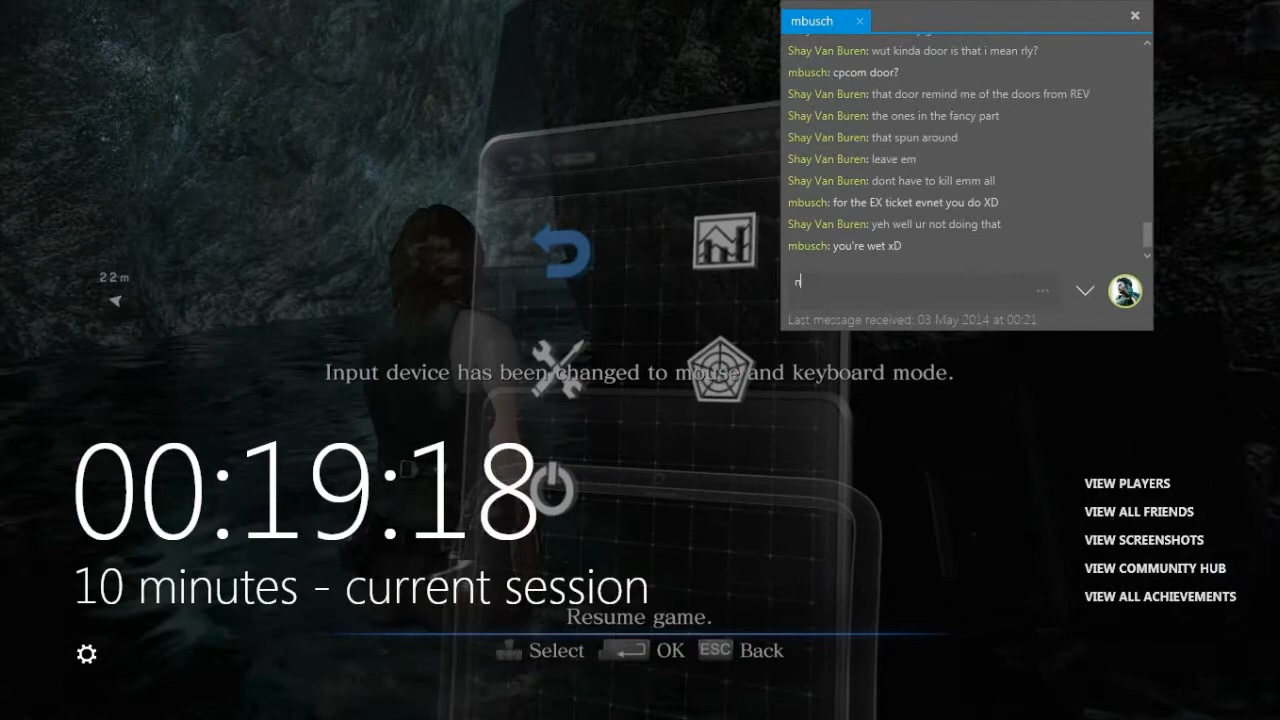 mbusch
Shay Van Buren: wut kinda door is that i mean rly?
mbusch: cpcom door?
Shay Van Buren: that door remind me of the doors from REV
Shay Van Buren: the ones in the fancy part
Shay Van Buren: that spun around
Shay Van Buren: leave em
Shay Van Buren: dont have to kill emm all
mbusch: for the EX ticket evnet you do XD
Shay Van Buren: yeh well ur not doing that
mbusch: you're wet xD
n
Last message received: 03 May 2014 at 00:21
22m
Input device has been changed to mouse and keyboard mode.
00:19:18
10 minutes - current session
VIEW PLAYERS
VIEW ALL FRIENDS
VIEW SCREENSHOTS
VIEW COMMUNITY HUB
VIEW ALL ACHIEVEMENTS
Resume game.
Select OK ESC Back